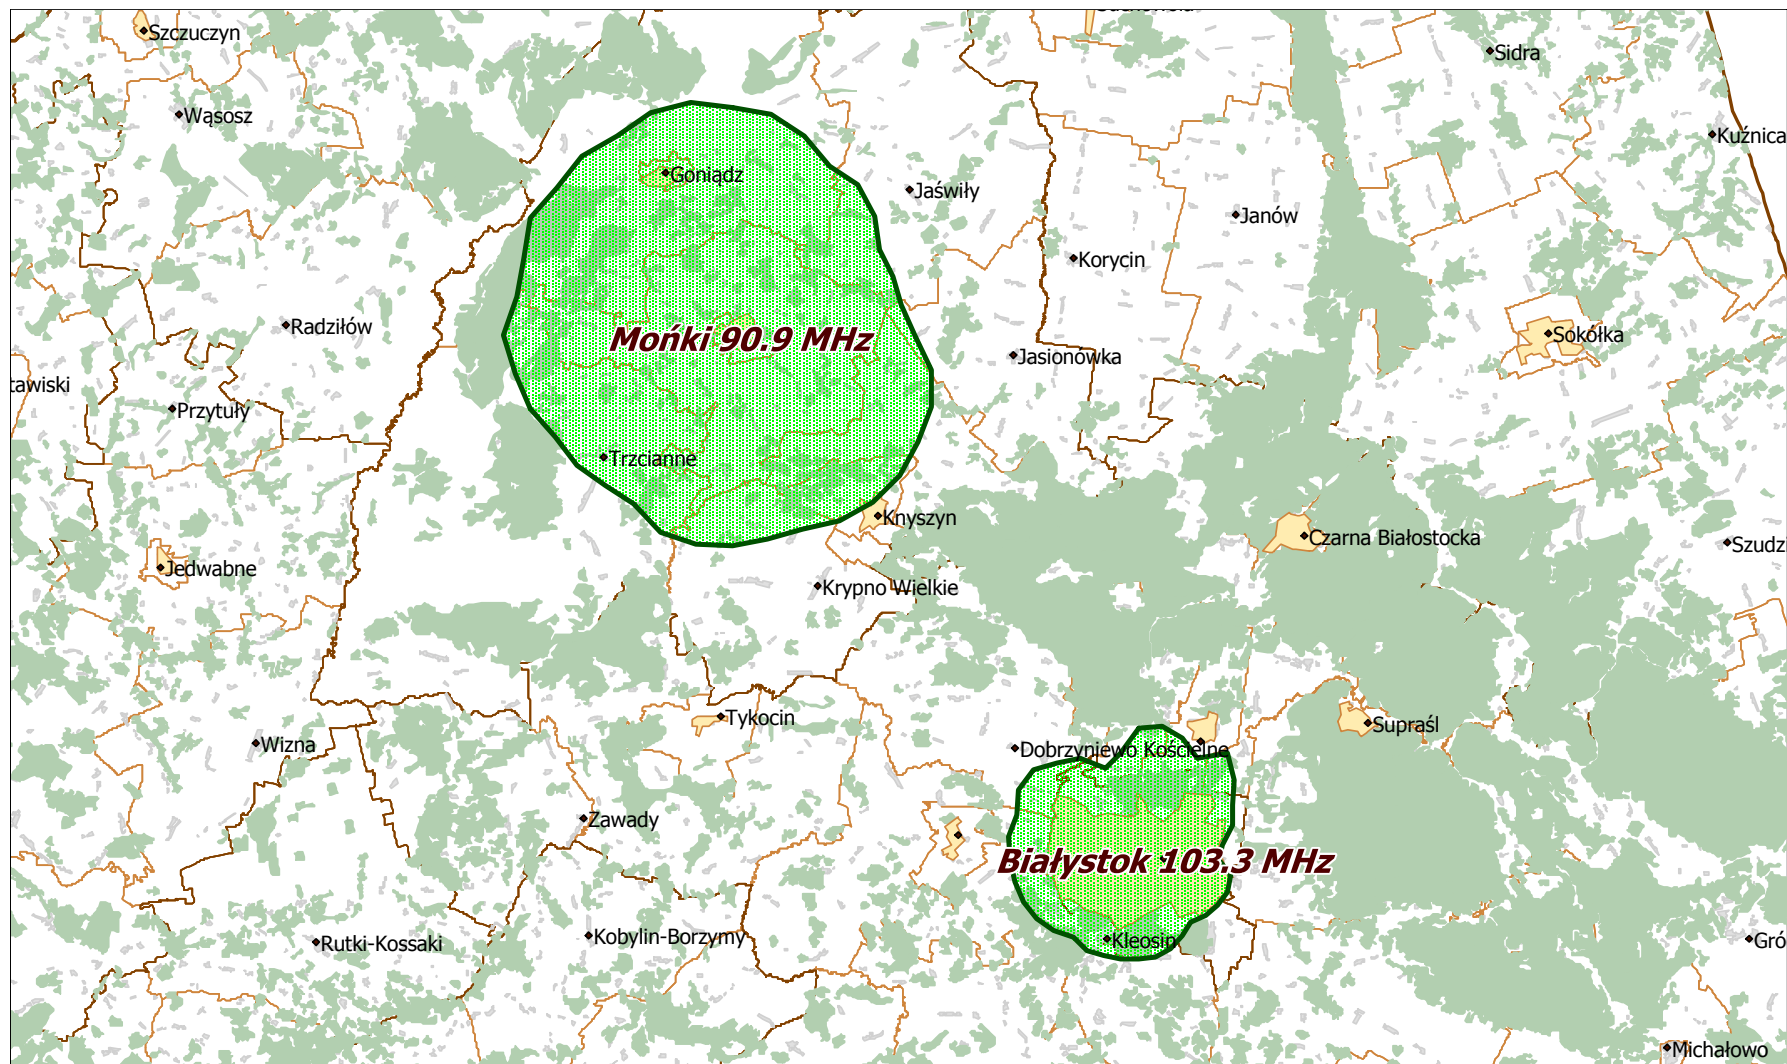 Szczuczyn
Sidra
Wąsosz
Kuźnica
Goniądz
Jaświły
Janów
Korycin
Radziłów
Mońki 90.9 MHz
Sokółka
Jasionówka
tawiski
Przytuły
Trzcianne
Knyszyn
Czarna Białostocka
Szudzi
Jedwabne
Krypno Wielkie
Tykocin
Supraśl
Wizna
Dobrzyniewo Kościelne
Zawady
Białystok 103.3 MHz
Kobylin-Borzymy
Kleosin
Rutki-Kossaki
Gró
Michałowo